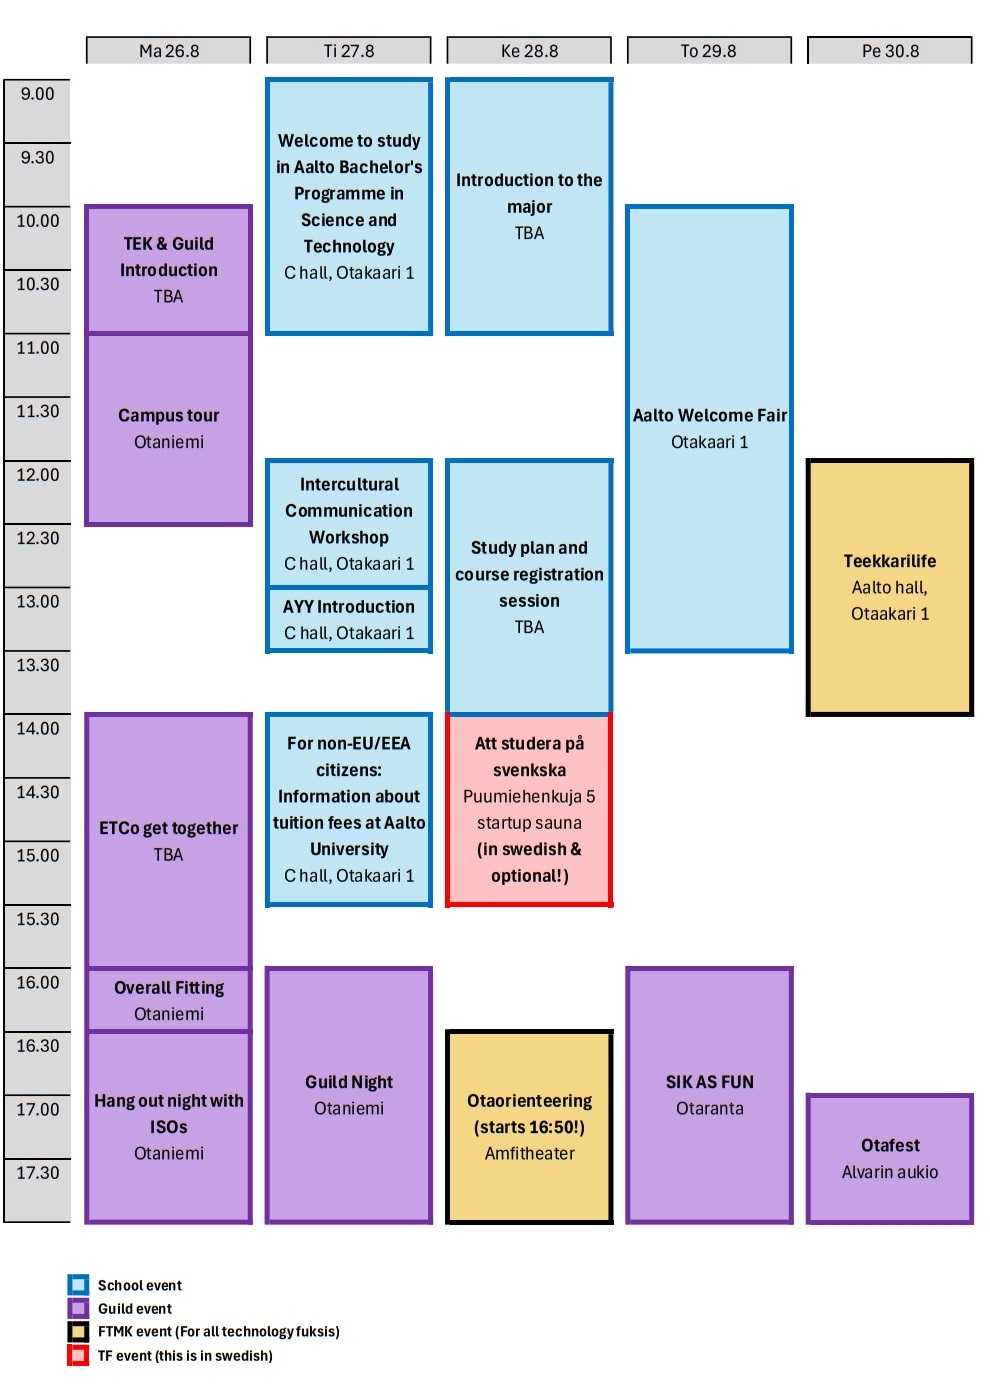 Ma 26.8
Ti 27.8
Ke 28.8
To 29.8
Pe 30.8
9.00
9.30
10.00
10.30
11.00
11.30
12.00
12.30
13.00
13.30
14.00
14.30
15.00
15.30
16.00
16.30
17.00
17.30
TEK & Guild
Introduction
TBA
Campus tour
Otaniemi
ETCo get together
TBA
Overall Fitting
Otaniemi
Hang out night with
ISOs
Otaniemi
Welcome to study
in Aalto Bachelor's
Programme in
Science and
Technology
C hall, Otakaari 1
Intercultural
Communication
Workshop
C hall, Otakaari 1
AYY Introduction
C hall, Otakaari 1
For non-EU/EEA
citizens:
Information about
tuition fees at Aalto
University
C hall, Otakaari 1
Guild Night
Otaniemi
Introduction to the
major
TBA
Study plan and
course registration
session
TBA
Att studera på
svenkska
Puumiehenkuja 5
startup sauna
(in swedish &
optional!)
Otaorienteering
(starts 16:50!)
Amfitheater
Aalto Welcome Fair
Otakaari 1
SIK AS FUN
Otaranta
Teekkarilife
Aalto hall,
Otaakari 1
Otafest
Alvarin aukio
School event
Guild event
FTMK event (For all technology fuksis)
TF event (this is in swedish)